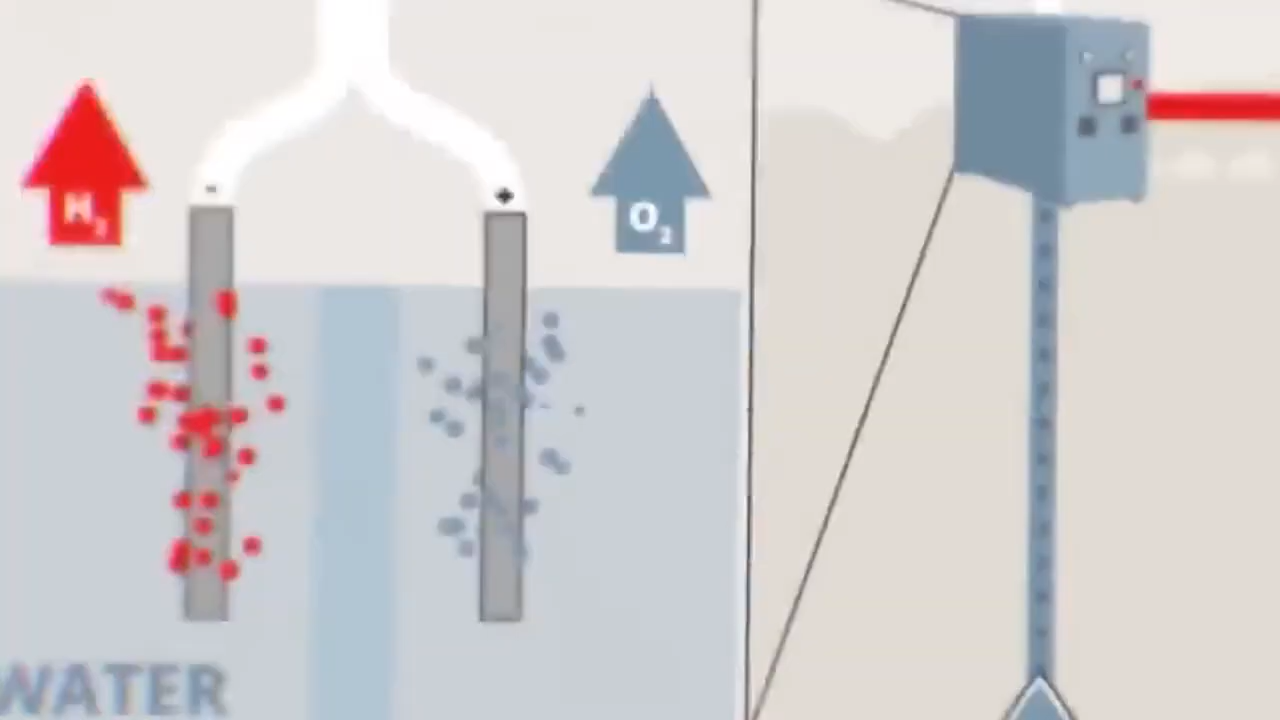 -
+
H₂
O₂
WATER